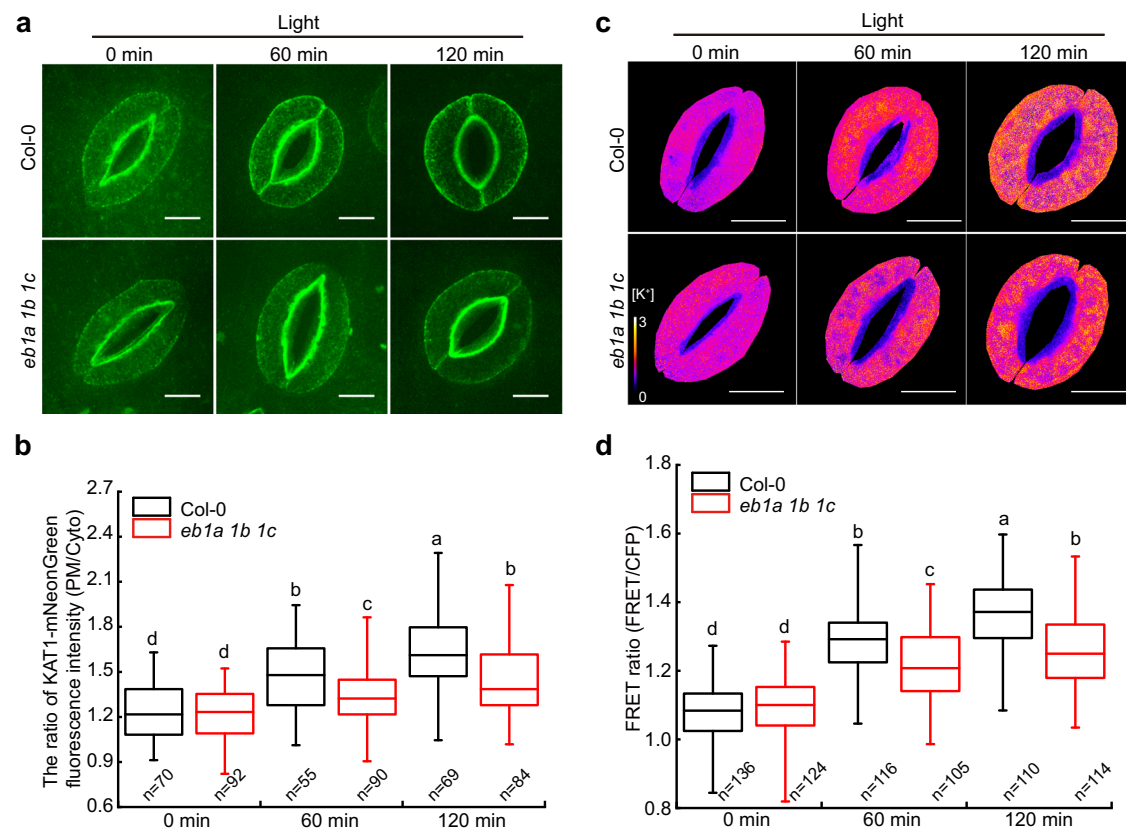 a
Light
0 min 60 min 120 min
Col-0
eb1a 1b 1c
b
The ratio of KAT1-mNeonGreen
fluorescence intensity (PM/Cyto)
2.7
2.4
2.1
1.8
1.5
1.2
0.9
0.6
Col-0
eb1a 1b 1c
d d b c a b
n=70 n=92 n=55 n=90 n=69 n=84
0 min 60 min 120 min
c
Light
0 min 60 min 120 min
Col-0
eb1a 1b 1c
[K⁺]
3
0
d
FRET ratio (FRET/CFP)
1.8
1.6
1.4
1.2
1.0
0.8
Col-0
eb1a 1b 1c
d d b c a b
n=136 n=124 n=116 n=105 n=110 n=114
0 min 60 min 120 min